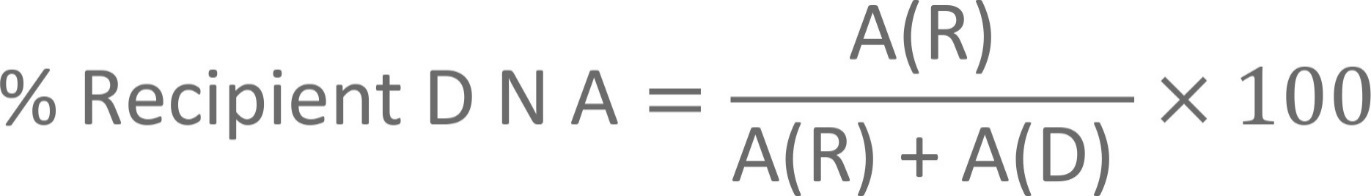 % Recipient D N A = A(R) / A(R) + A(D) × 100